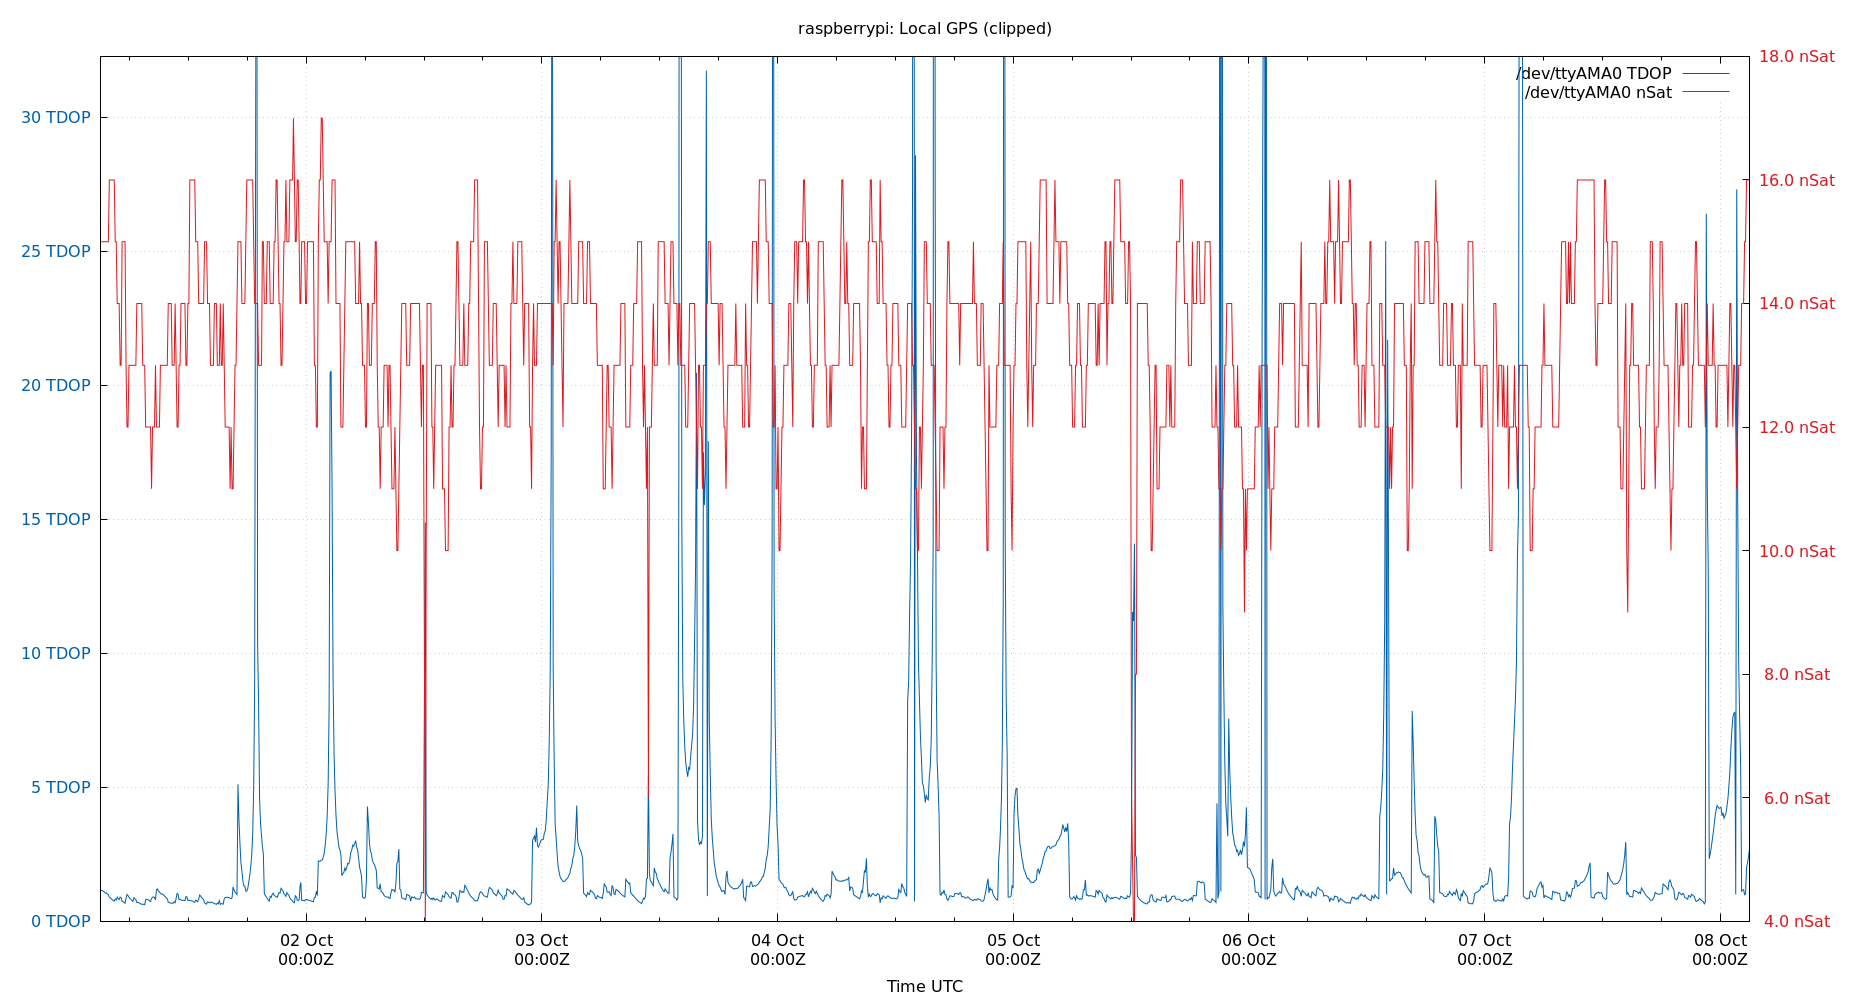 raspberrypi: Local GPS (clipped)
18.0 nSat
/dev/ttyAMA0 TDOP
/dev/ttyAMA0 nSat
30 TDOP
16.0 nSat
25 TDOP
14.0 nSat
20 TDOP
12.0 nSat
15 TDOP
10.0 nSat
10 TDOP
8.0 nSat
5 TDOP
6.0 nSat
0 TDOP
4.0 nSat
02 Oct
00:00Z
03 Oct
00:00Z
04 Oct
00:00Z
05 Oct
00:00Z
06 Oct
00:00Z
07 Oct
00:00Z
08 Oct
00:00Z
Time UTC